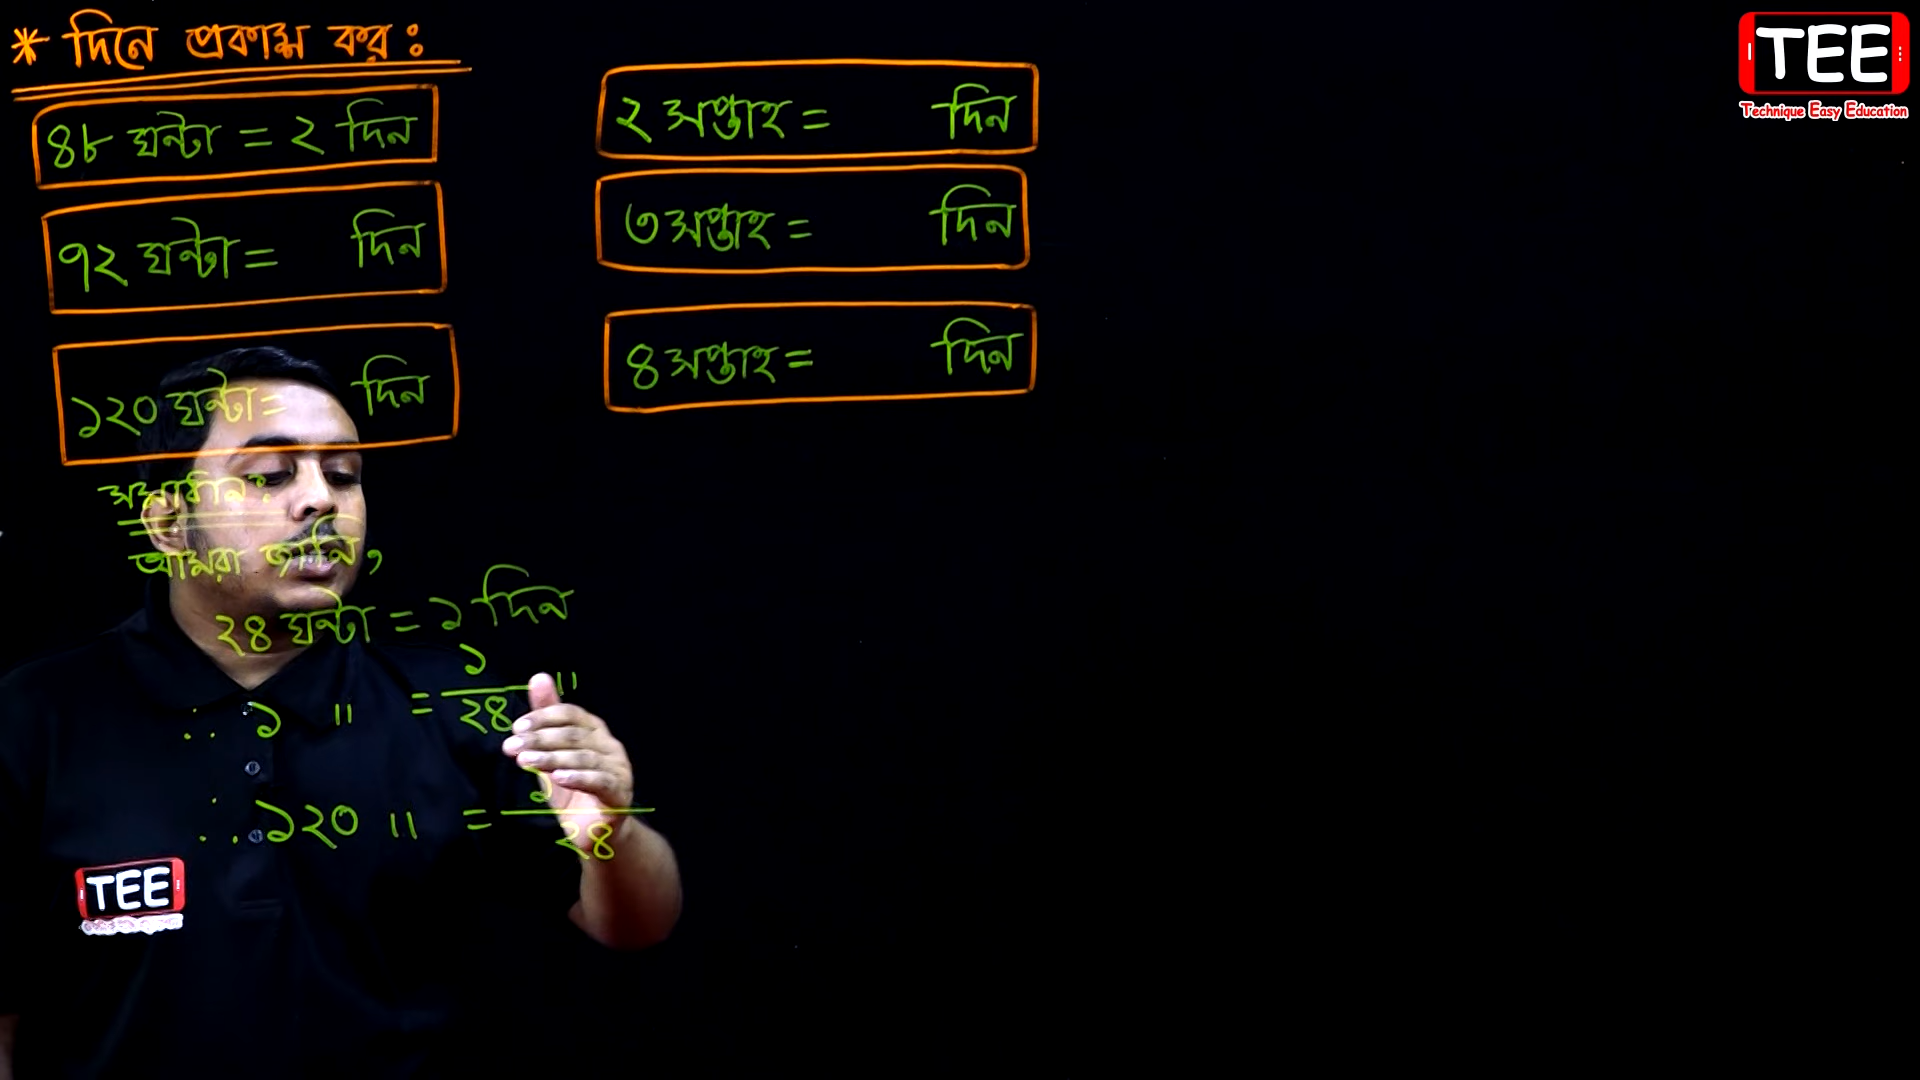 * দিনে প্রকাশ কর :
৪৮ ঘন্টা = ২ দিন
৭২ ঘন্টা = দিন
১২০ ঘন্টা = দিন
২ সপ্তাহ = দিন
৩ সপ্তাহ = দিন
৪ সপ্তাহ = দিন
সমাধান :
আমরা জানি,
২৪ ঘন্টা = ১ দিন
∴ ১ " = ১/২৪ "
∴ ১২০ " = ১/২৪
TEE
Technique Easy Education
TEE